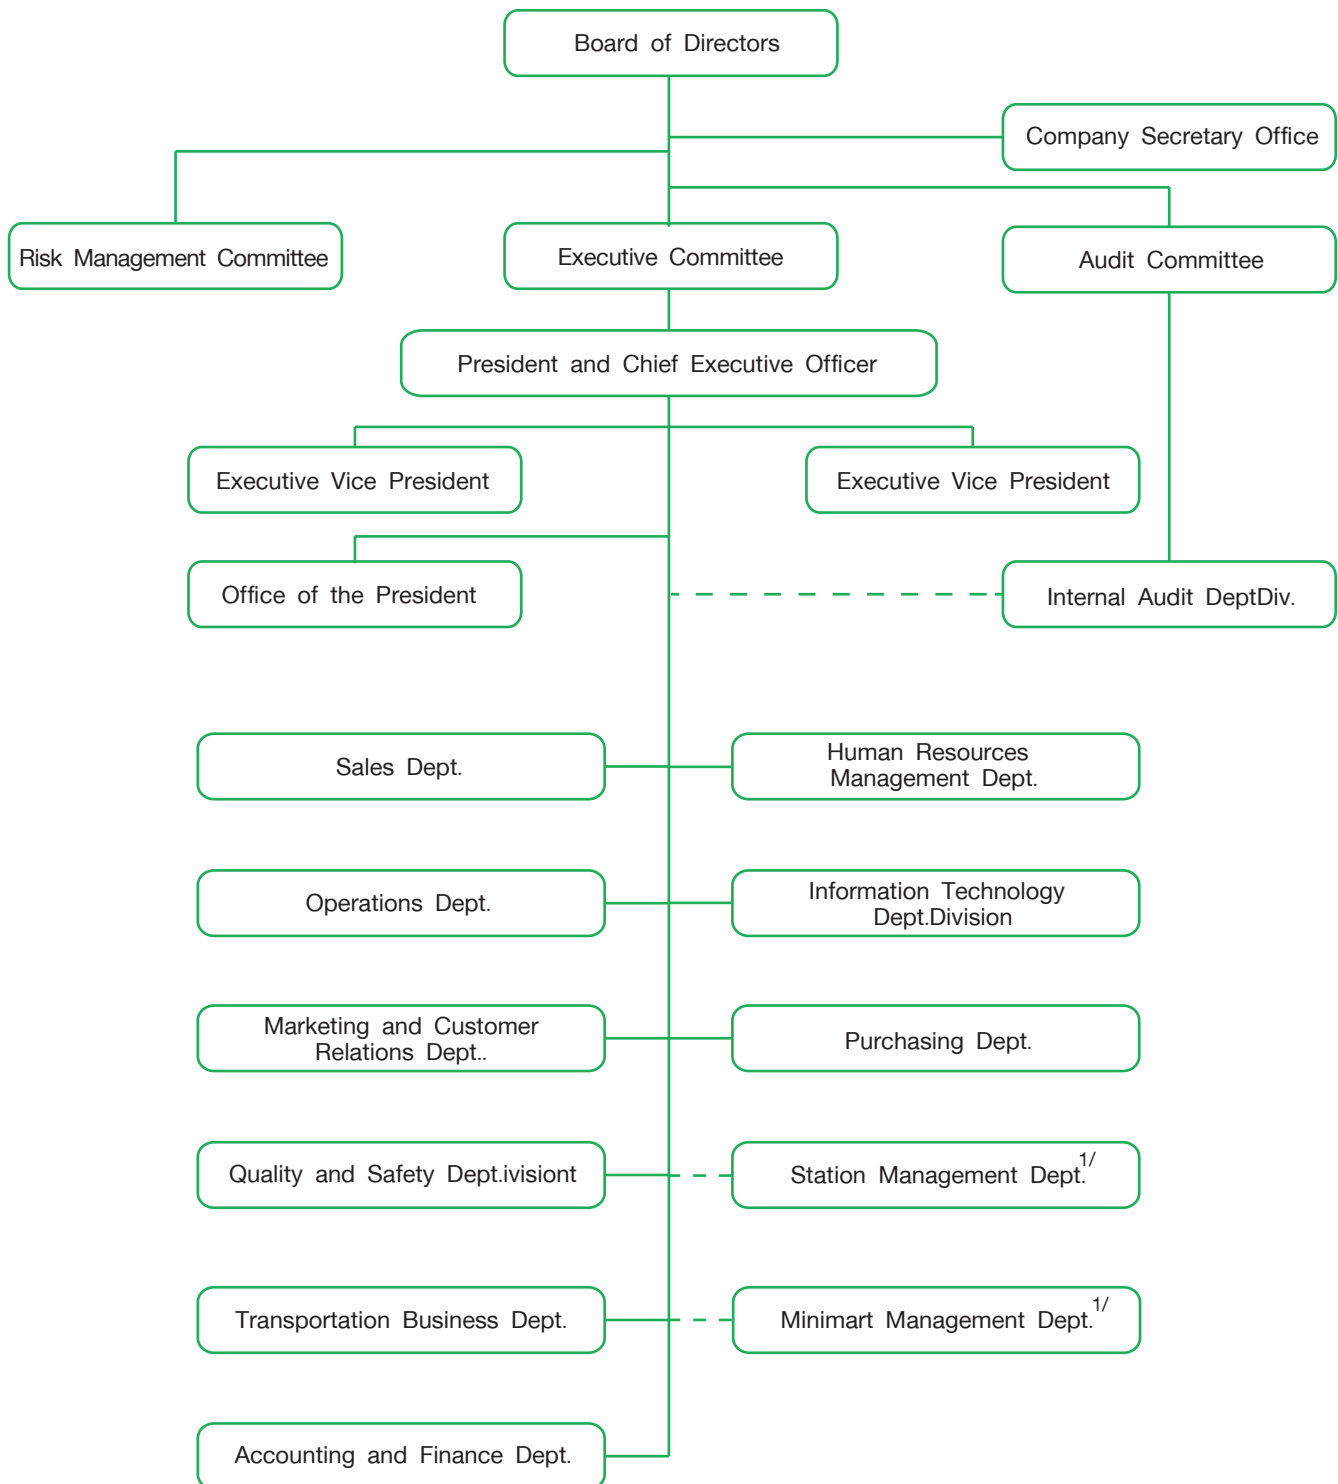 Board of Directors
Company Secretary Office
Risk Management Committee
Executive Committee
Audit Committee
President and Chief Executive Officer
Executive Vice President
Executive Vice President
Office of the President
Internal Audit DeptDiv.
Sales Dept.
Human Resources
Management Dept.
Operations Dept.
Information Technology
Dept.Division
Marketing and Customer
Relations Dept..
Purchasing Dept.
Quality and Safety Dept.ivisiont
Station Management Dept.1/
Transportation Business Dept.
Minimart Management Dept.1/
Accounting and Finance Dept.